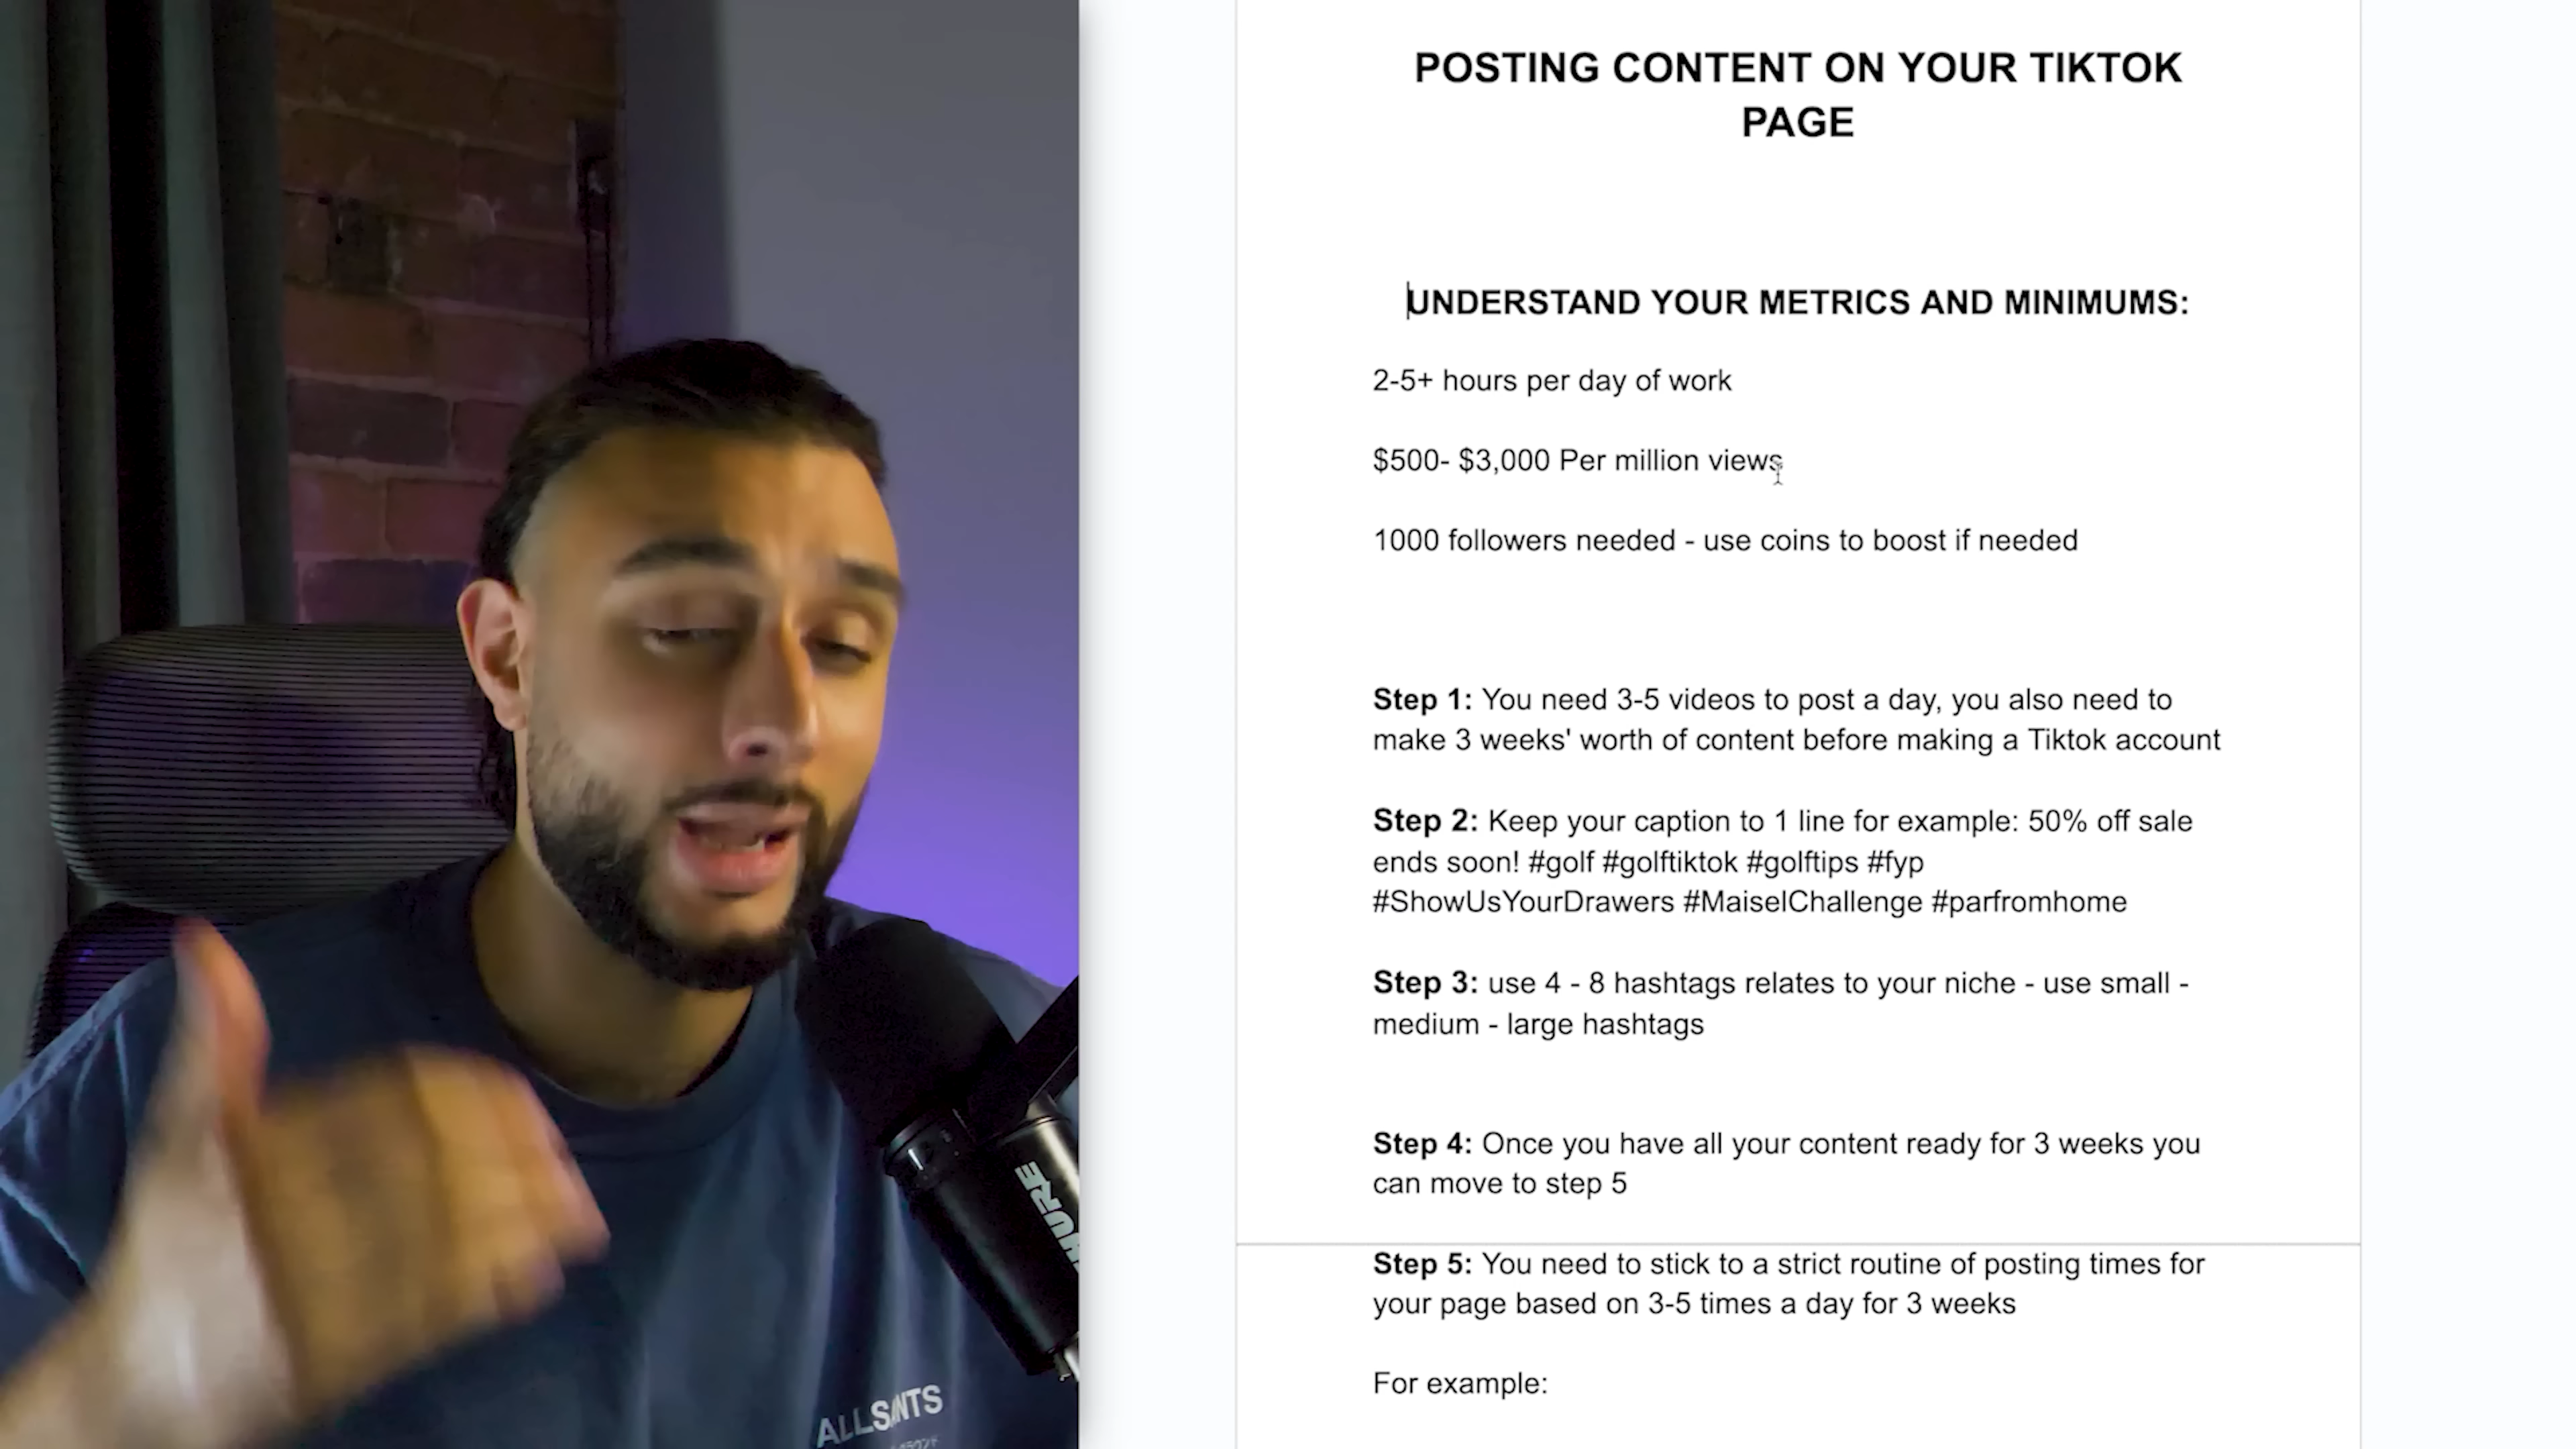 POSTING CONTENT ON YOUR TIKTOK
PAGE
UNDERSTAND YOUR METRICS AND MINIMUMS:
2-5+ hours per day of work
$500- $3,000 Per million views
1000 followers needed - use coins to boost if needed
Step 1: You need 3-5 videos to post a day, you also need to
make 3 weeks' worth of content before making a Tiktok account
Step 2: Keep your caption to 1 line for example: 50% off sale
ends soon! #golf #golftiktok #golftips #fyp
#ShowUsYourDrawers #MaiselChallenge #parfromhome
Step 3: use 4 - 8 hashtags relates to your niche - use small -
medium - large hashtags
Step 4: Once you have all your content ready for 3 weeks you
can move to step 5
Step 5: You need to stick to a strict routine of posting times for
your page based on 3-5 times a day for 3 weeks
For example:
SHURE
ALLSAINTS